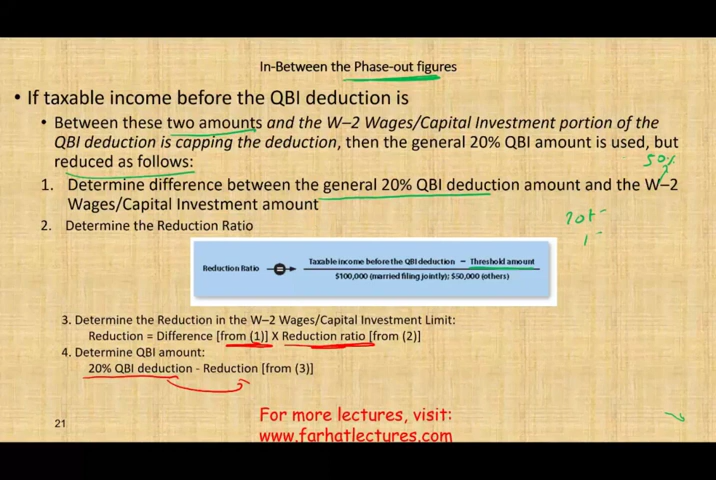 In-Between the Phase-out figures
• If taxable income before the QBI deduction is
• Between these two amounts and the W–2 Wages/Capital Investment portion of the
QBI deduction is capping the deduction, then the general 20% QBI amount is used, but
reduced as follows:
50%
1. Determine difference between the general 20% QBI deduction amount and the W–2
Wages/Capital Investment amount
2. Determine the Reduction Ratio
Reduction Ratio = Taxable income before the QBI deduction – Threshold amount
$100,000 (married filing jointly); $50,000 (others)
3. Determine the Reduction in the W–2 Wages/Capital Investment Limit:
Reduction = Difference [from (1)] X Reduction ratio [from (2)]
4. Determine QBI amount:
20% QBI deduction - Reduction [from (3)]
For more lectures, visit:
www.farhatlectures.com
21